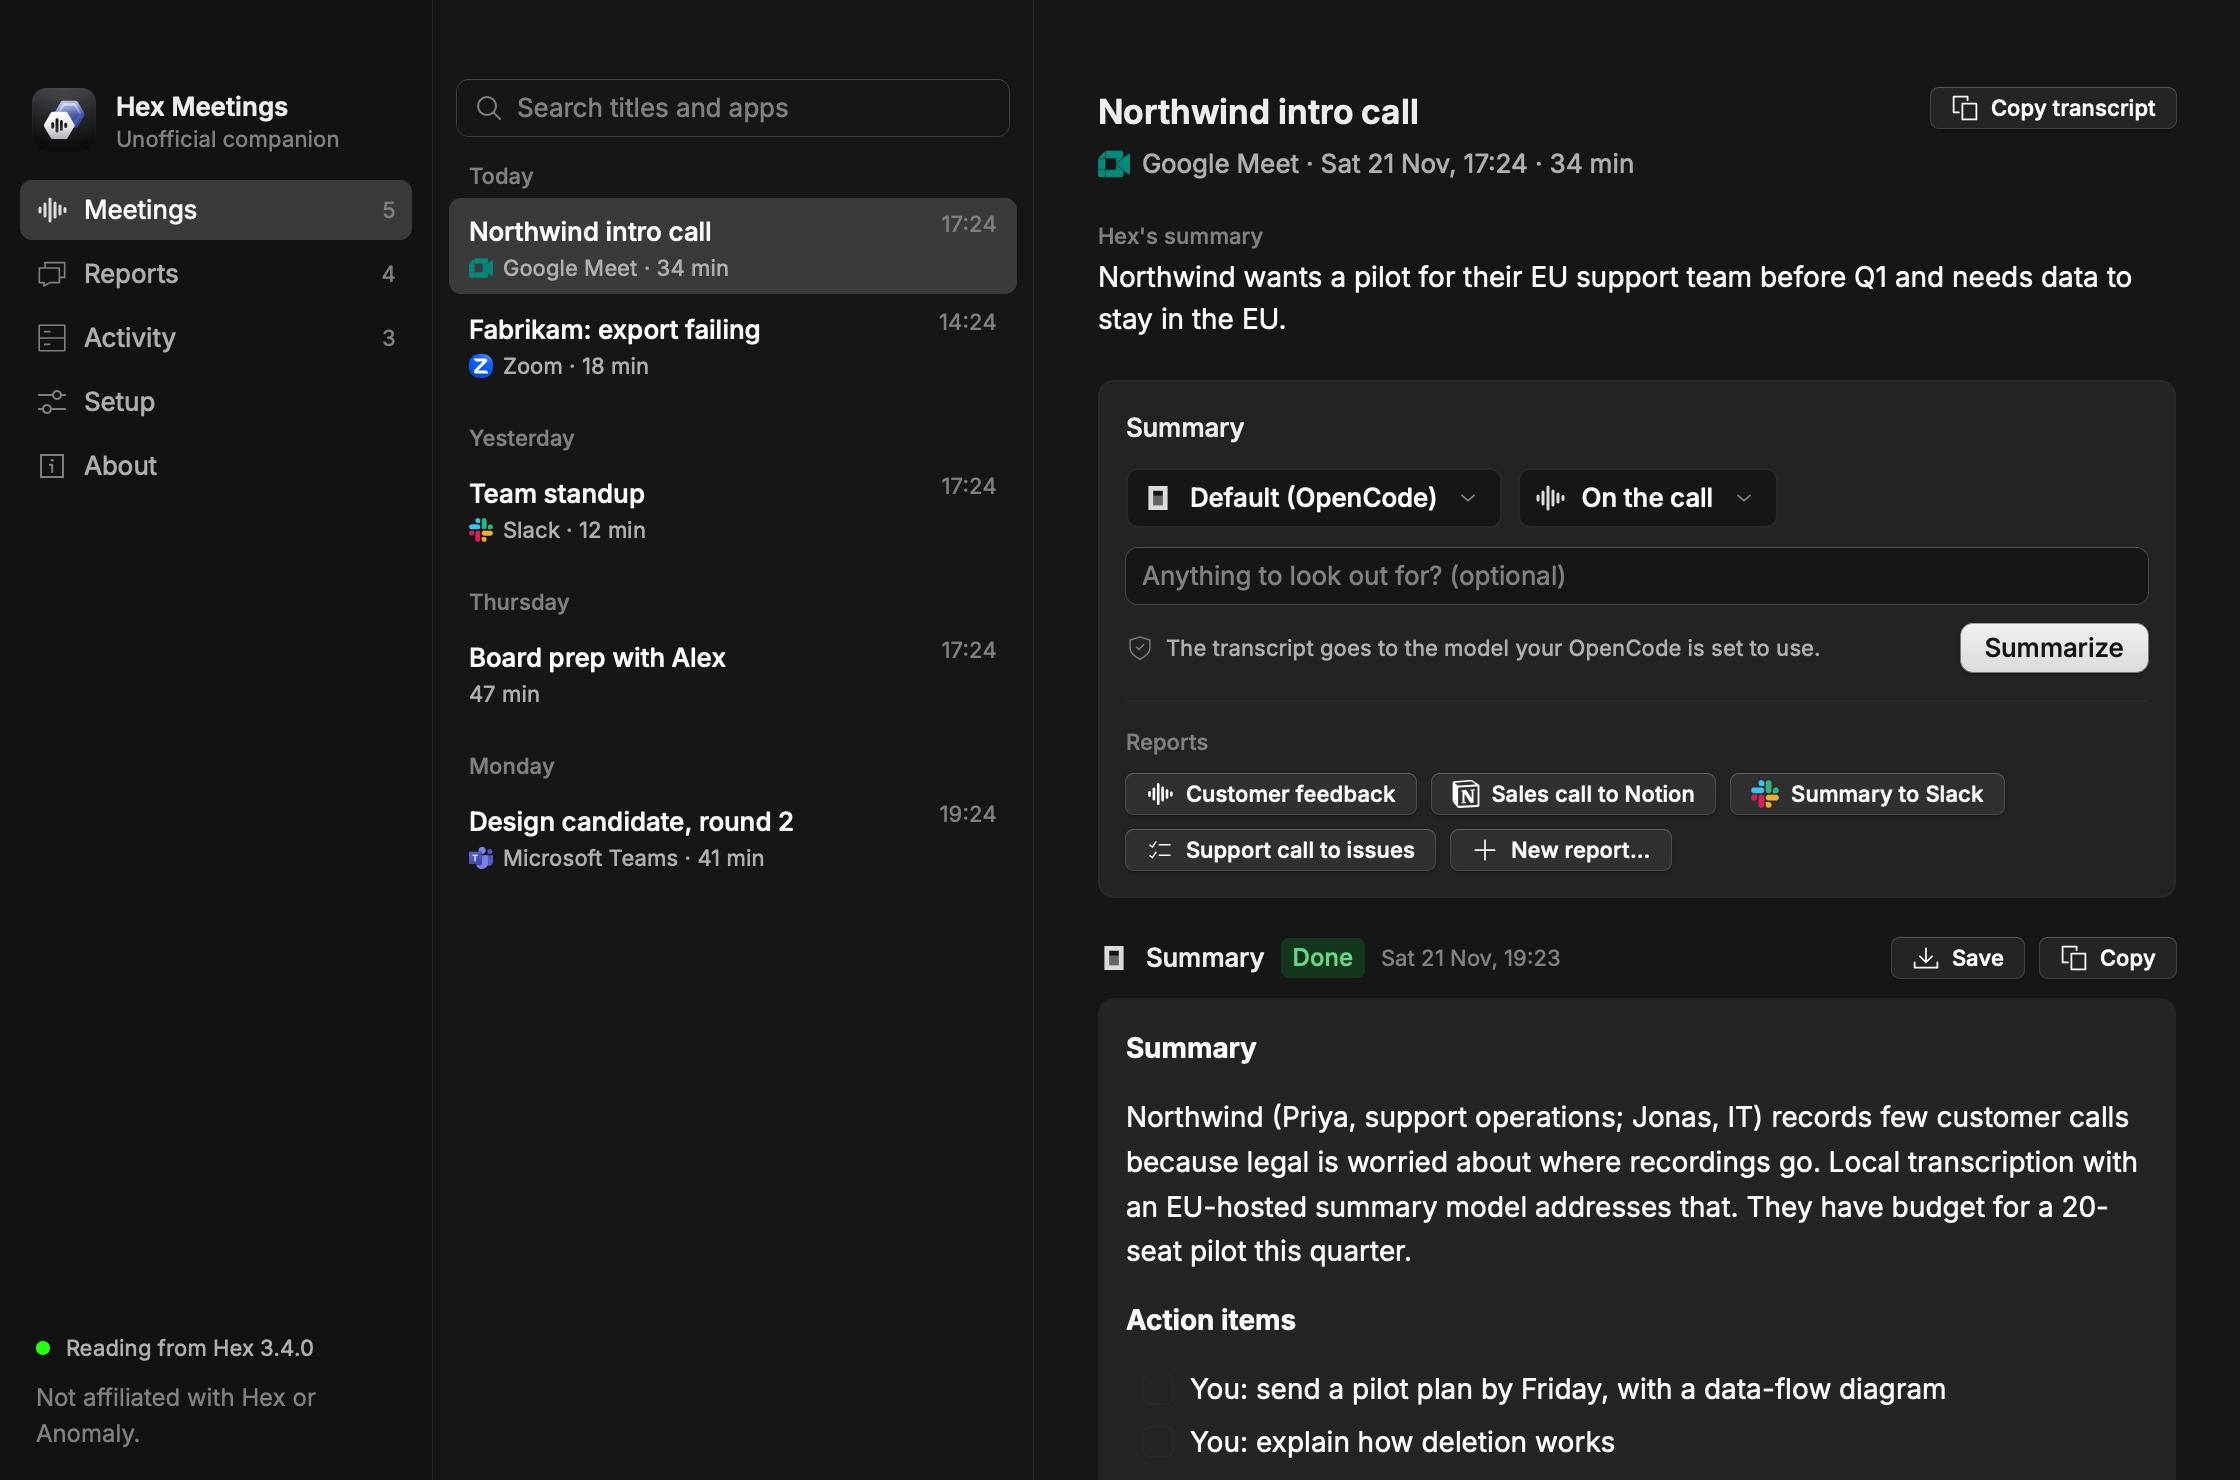 Hex Meetings
Unofficial companion
Meetings 5
Reports 4
Activity 3
Setup
About
Reading from Hex 3.4.0
Not affiliated with Hex or
Anomaly.
Search titles and apps
Today
Northwind intro call 17:24
Google Meet · 34 min
Fabrikam: export failing 14:24
Zoom · 18 min
Yesterday
Team standup 17:24
Slack · 12 min
Thursday
Board prep with Alex 17:24
47 min
Monday
Design candidate, round 2 19:24
Microsoft Teams · 41 min
Northwind intro call
Copy transcript
Google Meet · Sat 21 Nov, 17:24 · 34 min
Hex's summary
Northwind wants a pilot for their EU support team before Q1 and needs data to
stay in the EU.
Summary
Default (OpenCode) On the call
Anything to look out for? (optional)
The transcript goes to the model your OpenCode is set to use.
Summarize
Reports
Customer feedback Sales call to Notion Summary to Slack
Support call to issues New report...
Summary Done Sat 21 Nov, 19:23 Save Copy
Summary
Northwind (Priya, support operations; Jonas, IT) records few customer calls
because legal is worried about where recordings go. Local transcription with
an EU-hosted summary model addresses that. They have budget for a 20-
seat pilot this quarter.
Action items
You: send a pilot plan by Friday, with a data-flow diagram
You: explain how deletion works